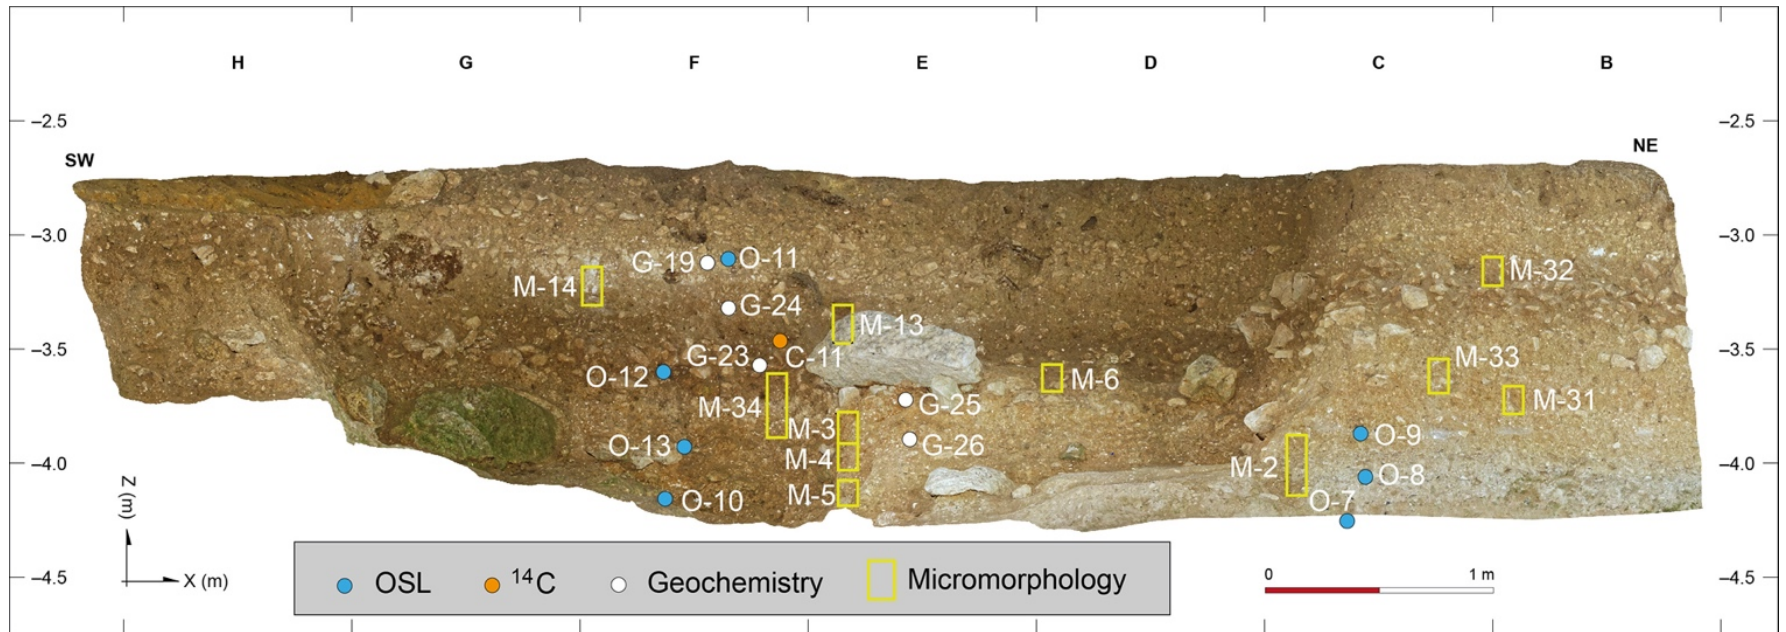 H G F E D C B
–2.5 –2.5
SW NE
–3.0 –3.0
G-19 O-11
M-14 M-32
G-24
M-13
–3.5 –3.5
G-23 C-11 M-33
O-12 M-6
M-34 G-25 M-31
M-3
O-13 G-26 O-9
–4.0 M-4 M-2 O-8 –4.0
M-5
O-10 O-7
Z (m)
X (m)
–4.5 –4.5
OSL 14C Geochemistry Micromorphology
0 1 m